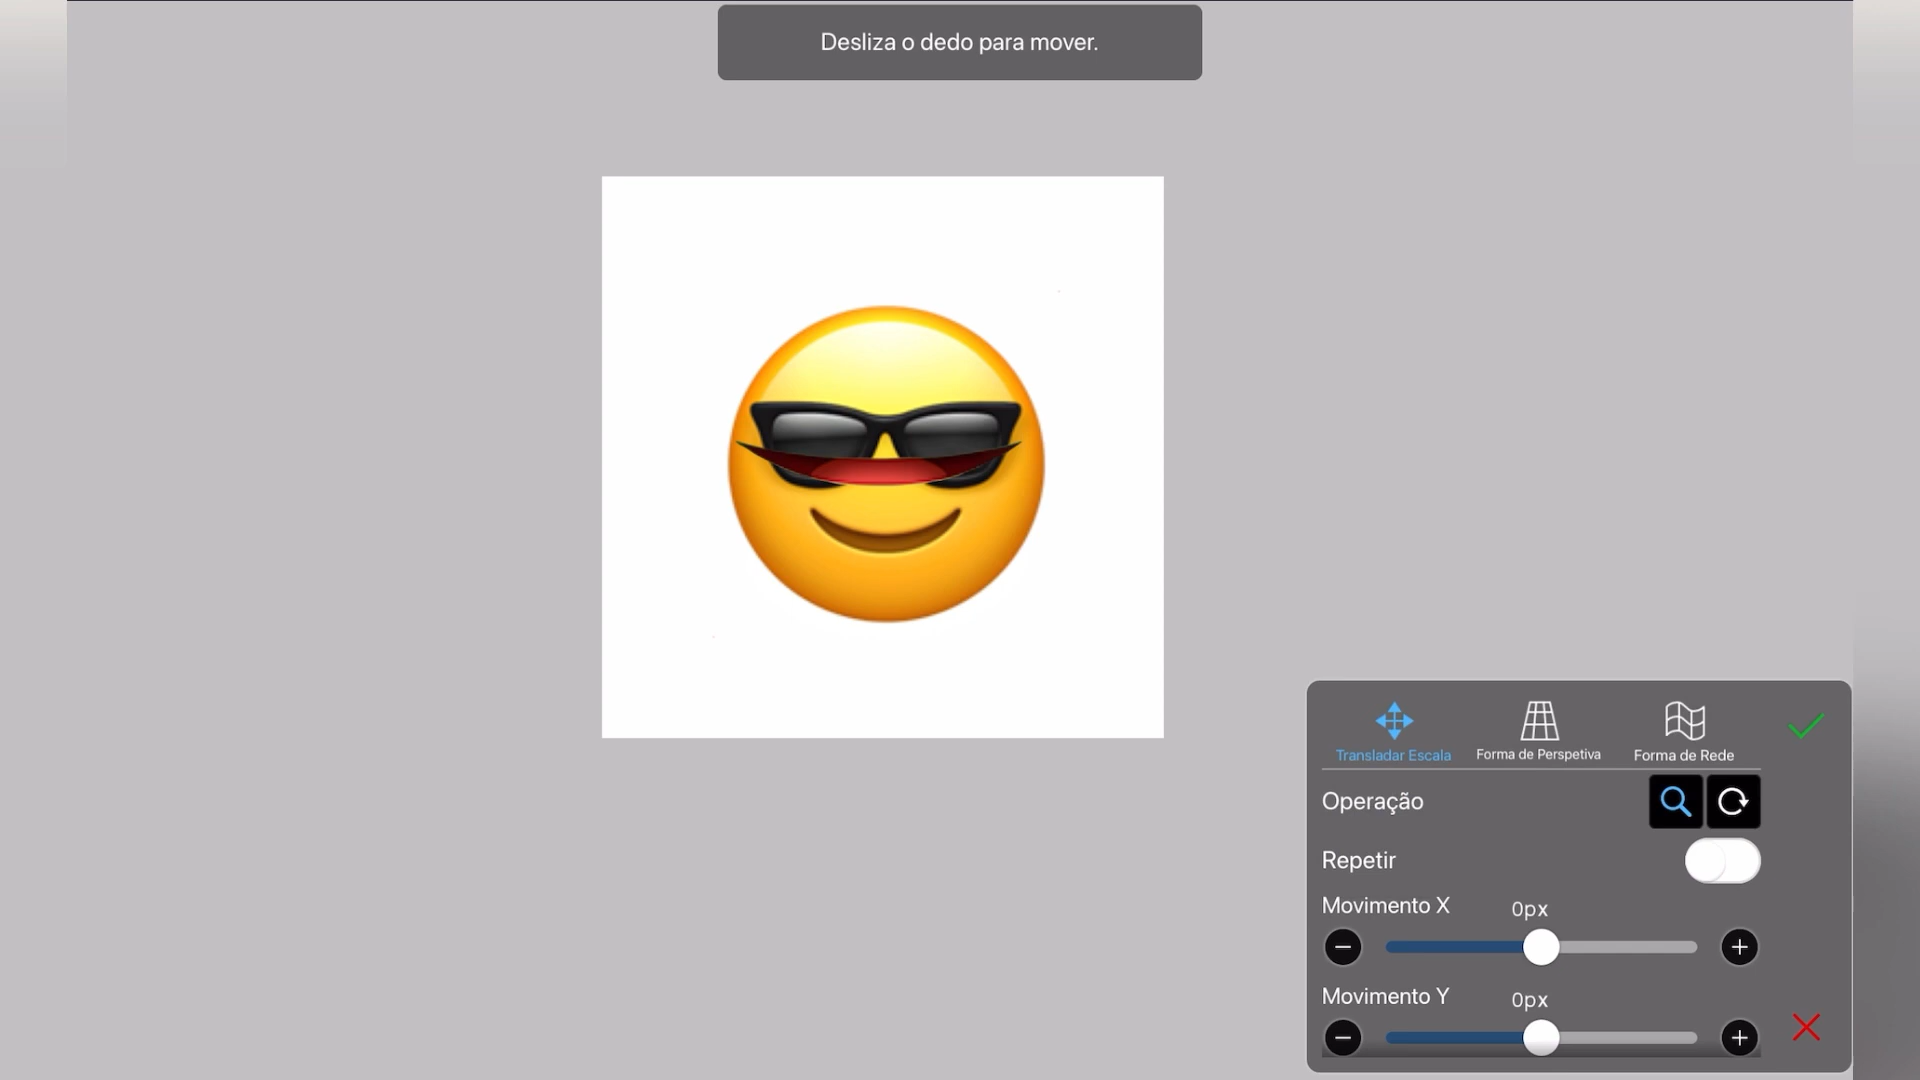 Desliza o dedo para mover.
Transladar Escala
Forma de Perspetiva
Forma de Rede
Operação
Repetir
Movimento X
0px
Movimento Y
0px